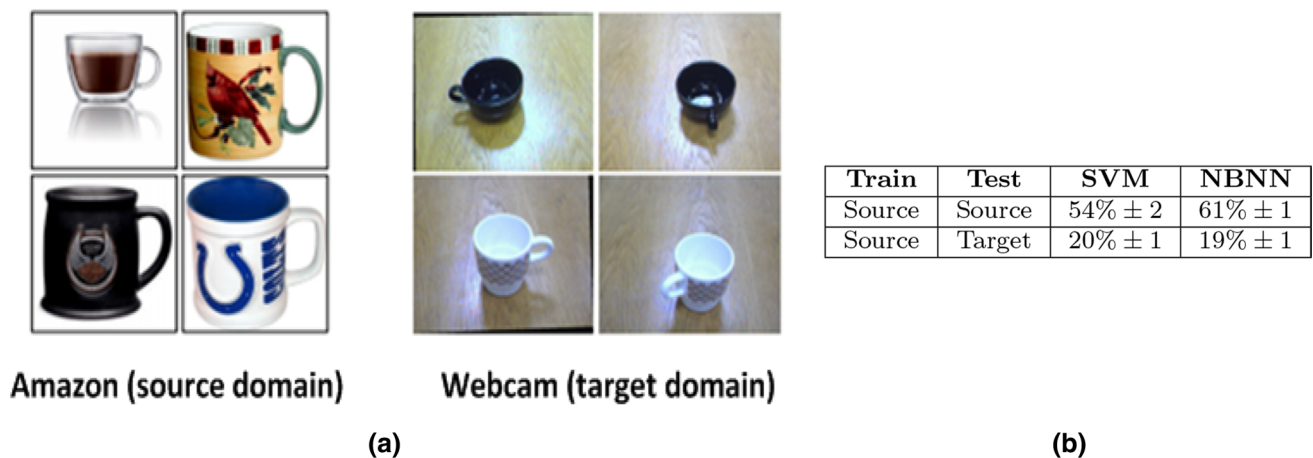 Amazon (source domain)
Webcam (target domain)
(a)
Train Test SVM NBNN
Source Source 54% ± 2 61% ± 1
Source Target 20% ± 1 19% ± 1
(b)